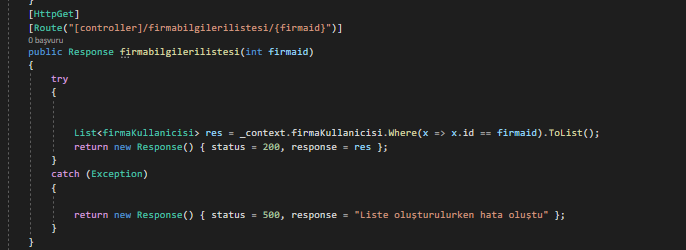 }
[HttpGet]
[Route("[controller]/firmabilgilerilistesi/{firmaid}")]
0 başvuru
public Response firmabilgilerilistesi(int firmaid)
{
try
{
List<firmaKullanicisi> res = _context.firmaKullanicisi.Where(x => x.id == firmaid).ToList();
return new Response() { status = 200, response = res };
}
catch (Exception)
{
return new Response() { status = 500, response = "Liste oluşturulurken hata oluştu" };
}
}